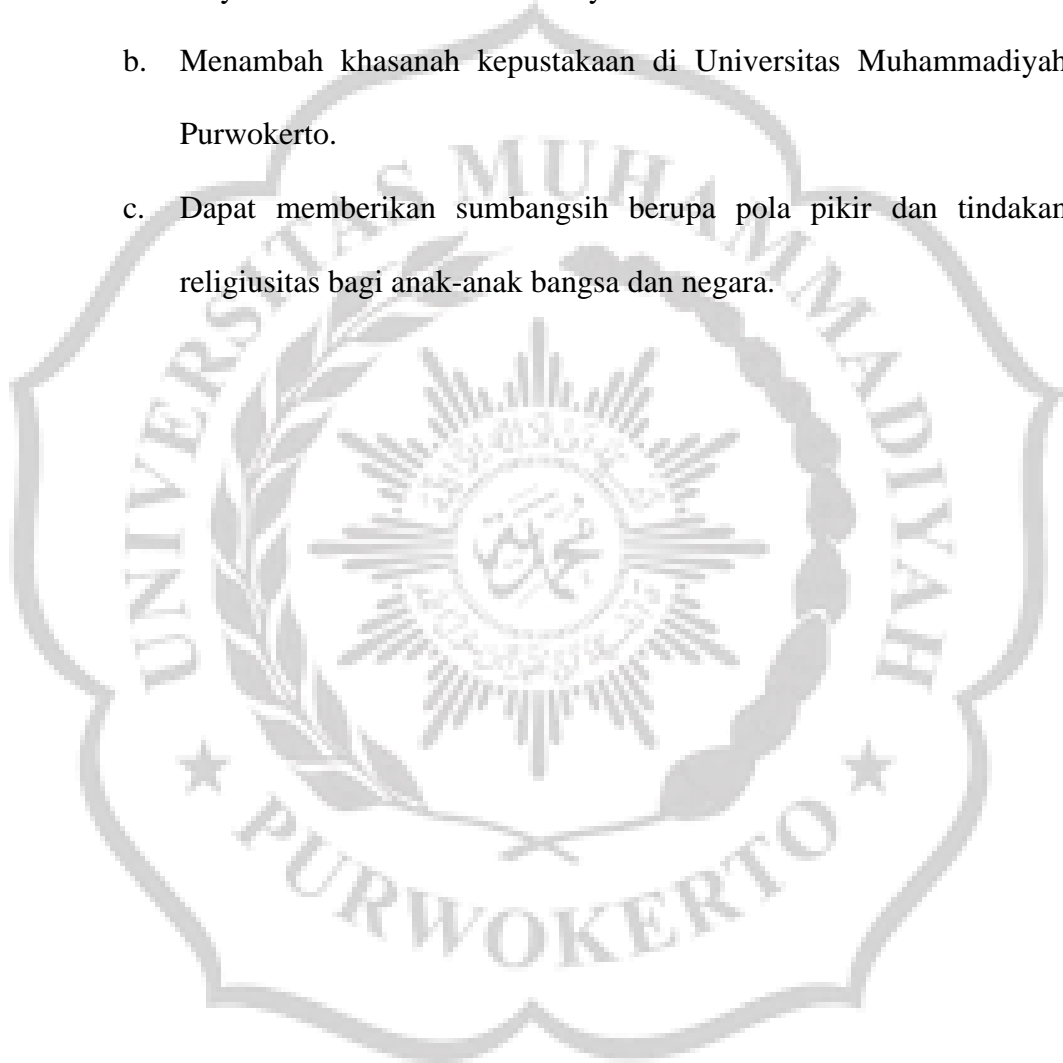 b. Menambah khasanah kepustakaan di Universitas Muhammadiyah
Purwokerto.
c. Dapat memberikan sumbangsih berupa pola pikir dan tindakan
religiusitas bagi anak-anak bangsa dan negara.
UNIVERSITAS MUHAMMADIYAH
PURWOKERTO
محمد